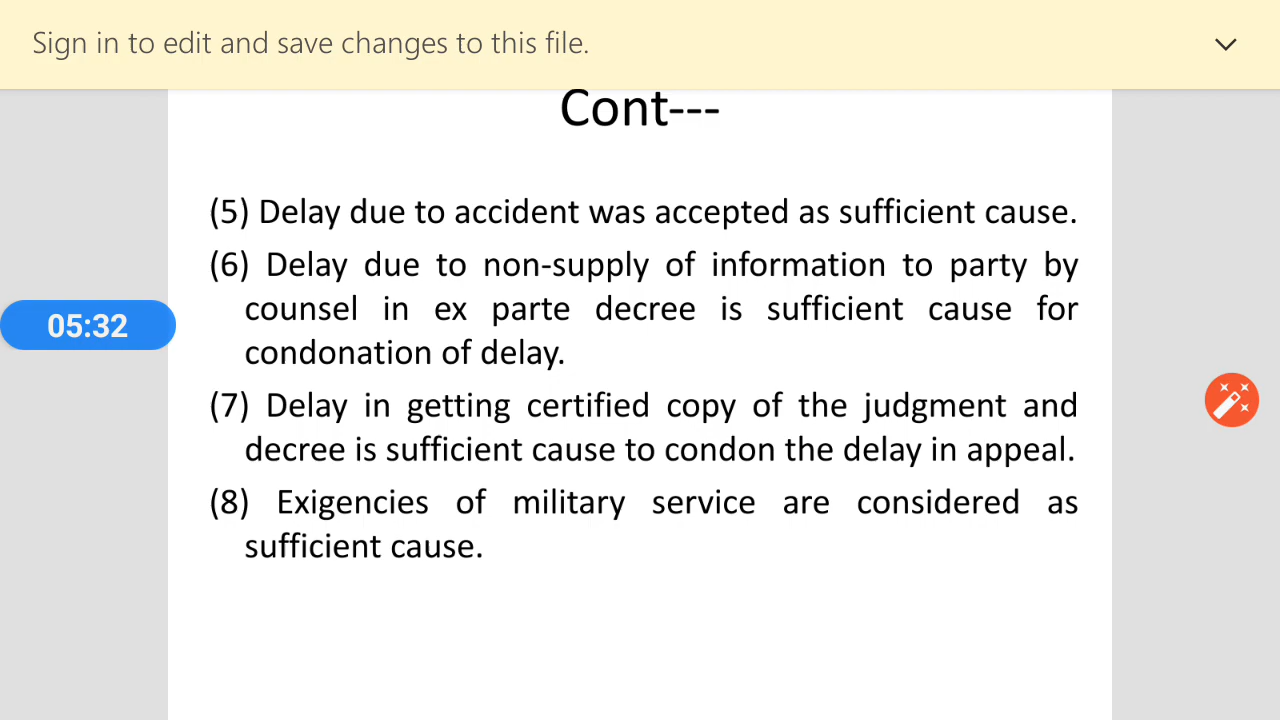 Sign in to edit and save changes to this file.
Cont---
(5) Delay due to accident was accepted as sufficient cause.
(6) Delay due to non-supply of information to party by
counsel in ex parte decree is sufficient cause for
condonation of delay.
05:32
(7) Delay in getting certified copy of the judgment and
decree is sufficient cause to condon the delay in appeal.
(8) Exigencies of military service are considered as
sufficient cause.